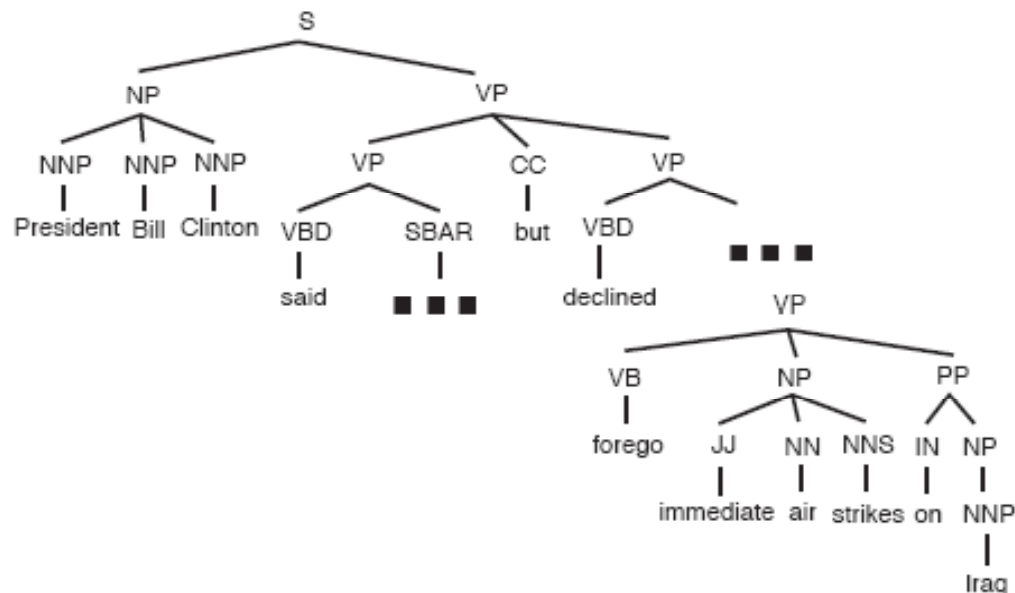 S
NP VP
NNP NNP NNP VP CC VP
President Bill Clinton VBD SBAR but VBD
said declined
VP
VB NP PP
forego JJ NN NNS IN NP
immediate air strikes on NNP
Iraq